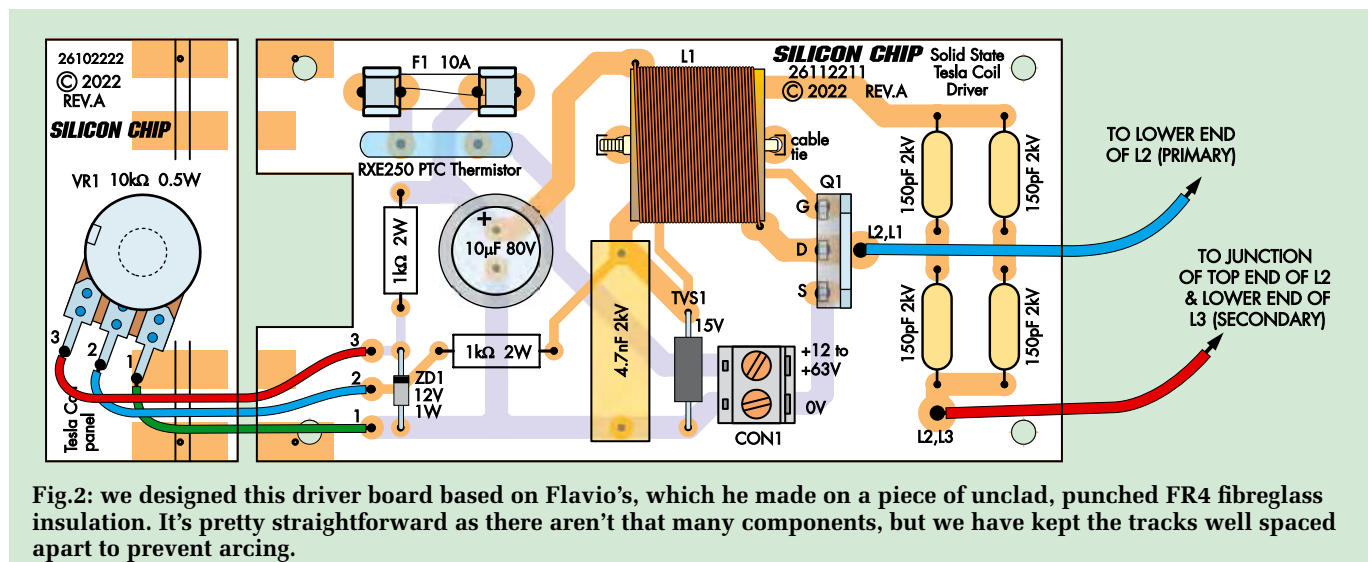 26102222
© 2022
REV.A
SILICON CHIP
VR1 10kΩ 0.5W
3
2
1
Tesla Co
panel
F1 10A
RXE250 PTC Thermistor
1kΩ 2W
+
10µF 80V
L1
cable
tie
SILICON CHIP
26112211
© 2022 REV.A
Solid State
Tesla Coil
Driver
Q1
G
D
S
L2,L1
150pF 2kV
150pF 2kV
150pF 2kV
150pF 2kV
L2,L3
3
2
1
ZD1
12V
1W
1kΩ 2W
4.7nF 2kV
TVS1
15V
+12 to
+63V
0V
CON1
TO LOWER END
OF L2 (PRIMARY)
TO JUNCTION
OF TOP END OF L2
& LOWER END OF
L3 (SECONDARY)
Fig.2: we designed this driver board based on Flavio’s, which he made on a piece of unclad, punched FR4 fibreglass
insulation. It’s pretty straightforward as there aren’t that many components, but we have kept the tracks well spaced
apart to prevent arcing.